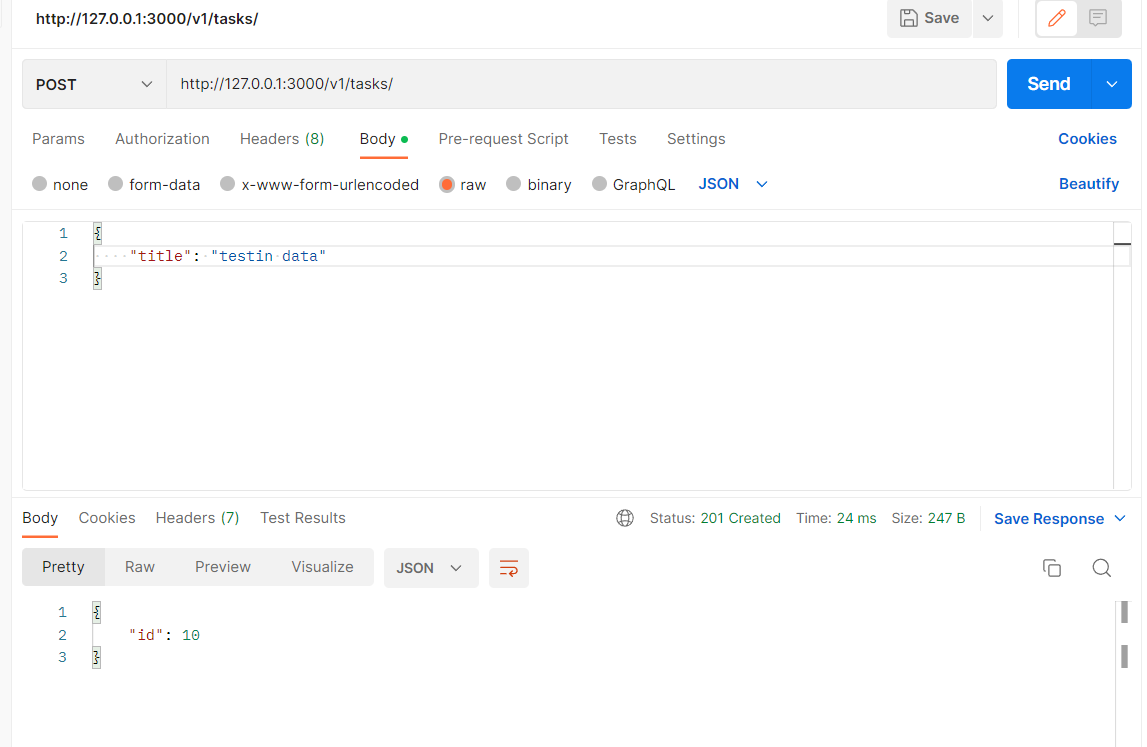 http://127.0.0.1:3000/v1/tasks/ Save
POST http://127.0.0.1:3000/v1/tasks/ Send
Params Authorization Headers (8) Body Pre-request Script Tests Settings Cookies
none form-data x-www-form-urlencoded raw binary GraphQL JSON Beautify
1 {
2 ····"title":·"testin·data"
3 }
Body Cookies Headers (7) Test Results Status: 201 Created Time: 24 ms Size: 247 B Save Response
Pretty Raw Preview Visualize JSON
1 {
2 "id": 10
3 }